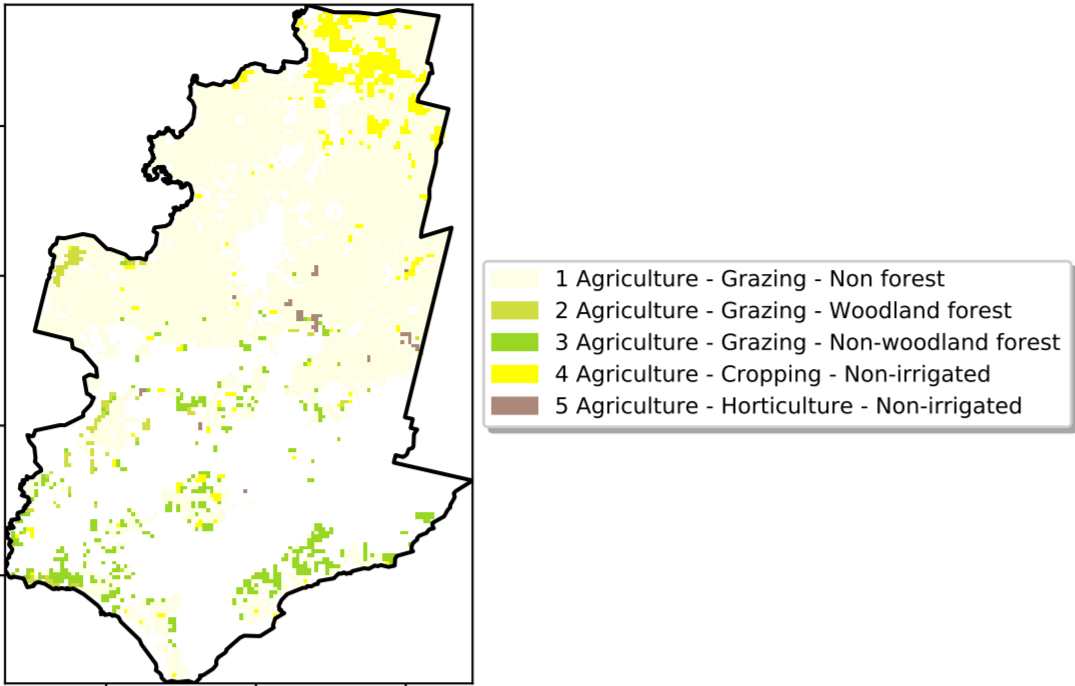 1 Agriculture - Grazing - Non forest
2 Agriculture - Grazing - Woodland forest
3 Agriculture - Grazing - Non-woodland forest
4 Agriculture - Cropping - Non-irrigated
5 Agriculture - Horticulture - Non-irrigated